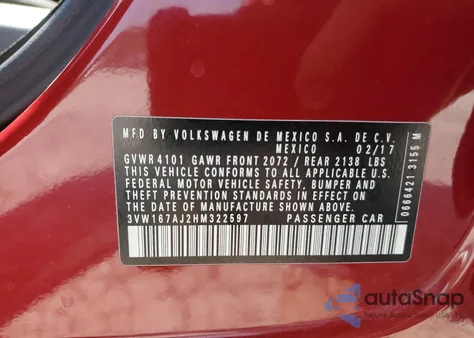 MFD BY VOLKSWAGEN DE MEXICO S.A. DE C.V.
MEXICO 02/17
GVWR 4101 GAWR FRONT 2072 / REAR 2138 LBS
THIS VEHICLE CONFORMS TO ALL APPLICABLE U.S.
FEDERAL MOTOR VEHICLE SAFETY, BUMPER AND
THEFT PREVENTION STANDARDS IN EFFECT ON
THE DATE OF MANUFACTURE SHOWN ABOVE.
3VW167AJ2HM322597 PASSENGER CAR
0666421 3155 M
autoSnap